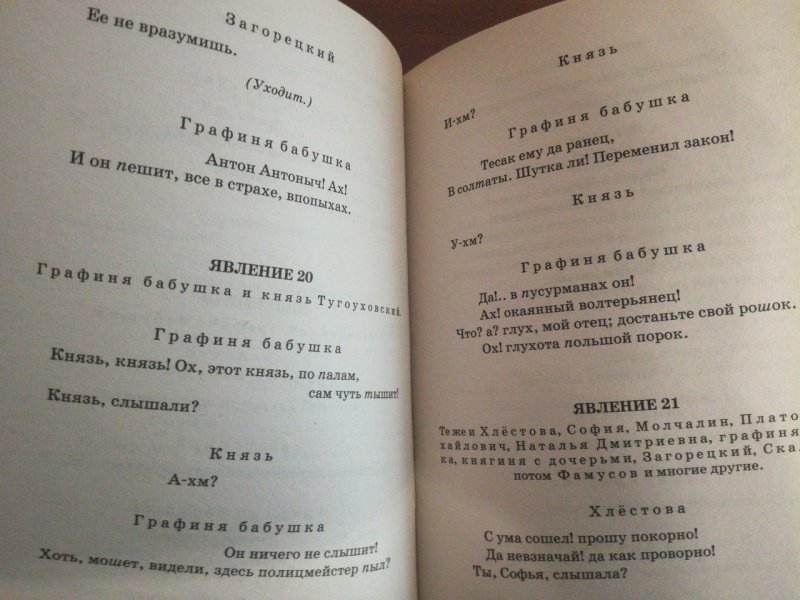 Загорецкий
Ее не вразумишь.
(Уходит.)
Графиня бабушка
Антон Антоныч! Ах!
И он пешит, все в страхе, впопыхах.
ЯВЛЕНИЕ 20
Графиня бабушка и князь Тугоуховский.
Графиня бабушка
Князь, князь! Ох, этот князь, по палам,
сам чуть тышит!
Князь, слышали?
Князь
А-хм?
Графиня бабушка
Он ничего не слышит!
Хоть, мошет, видели, здесь полицмейстер пыл?
Князь
И-хм?
Графиня бабушка
Тесак ему да ранец,
В солтаты. Шутка ли! Переменил закон!
Князь
У-хм?
Графиня бабушка
Да!.. в пусурманах он!
Ах! окаянный волтерьянец!
Что? а? глух, мой отец; достаньте свой рошок.
Ох! глухота польшой порок.
ЯВЛЕНИЕ 21
Те же и Хлёстова, София, Молчалин, Плато
хайлович, Наталья Дмитриевна, графиня
ка, княгиня с дочерьми, Загорецкий, Ска
потом Фамусов и многие другие.
Хлёстова
С ума сошел! прошу покорно!
Да невзначай! да как проворно!
Ты, Софья, слышала?